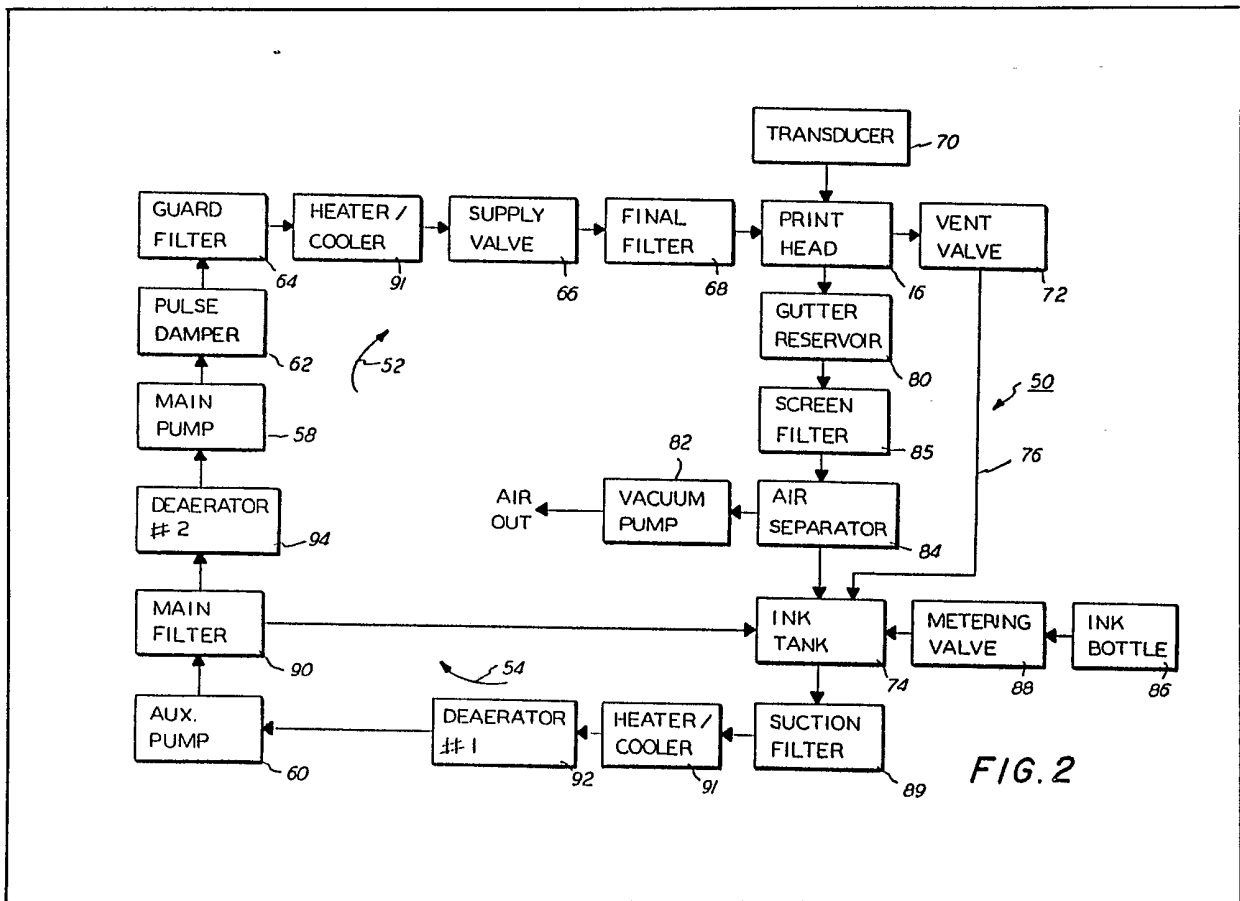 TRANSDUCER
70
GUARD
FILTER
64
HEATER /
COOLER
91
SUPPLY
VALVE
66
FINAL
FILTER
68
PRINT
HEAD
16
VENT
VALVE
72
PULSE
DAMPER
62
52
GUTTER
RESERVOIR
80
50
MAIN
PUMP
58
SCREEN
FILTER
85
76
DEAERATOR
#2
94
AIR
OUT
82
VACUUM
PUMP
AIR
SEPARATOR
84
MAIN
FILTER
90
INK
TANK
74
METERING
VALVE
88
INK
BOTTLE
86
54
AUX.
PUMP
60
DEAERATOR
#1
92
HEATER /
COOLER
91
SUCTION
FILTER
89
FIG. 2